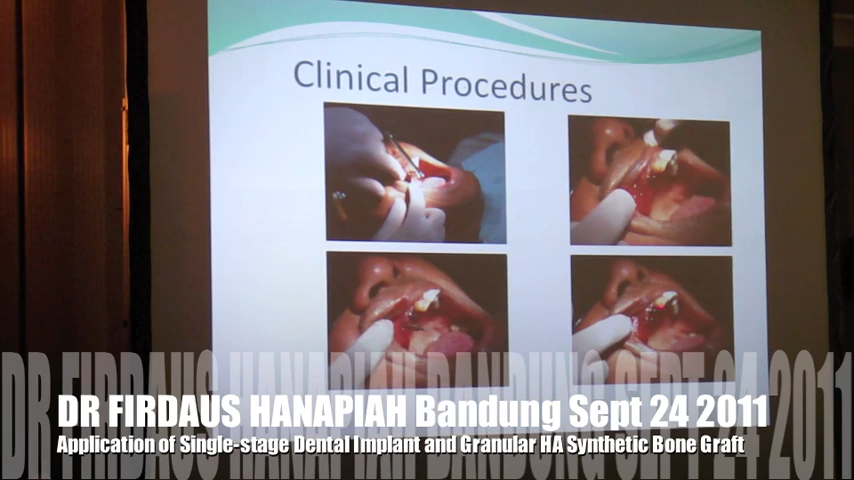 Clinical Procedures
DR FIRDAUS HANAPIAH BANDUNG SEPT 24 2011
DR FIRDAUS HANAPIAH Bandung Sept 24 2011
Application of Single-stage Dental Implant and Granular HA Synthetic Bone Graft